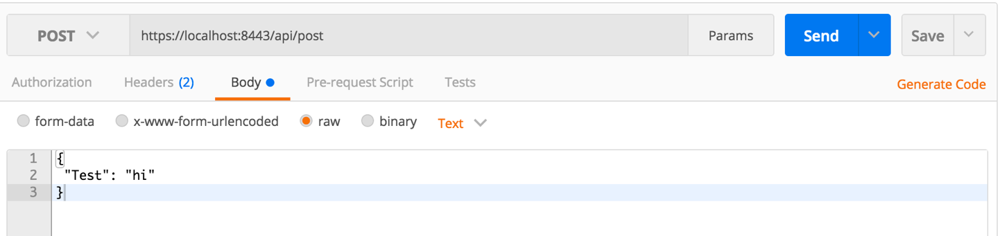 POST https://localhost:8443/api/post Params Send Save
Authorization Headers (2) Body Pre-request Script Tests Generate Code
form-data x-www-form-urlencoded raw binary Text
1 {
2 "Test": "hi"
3 }